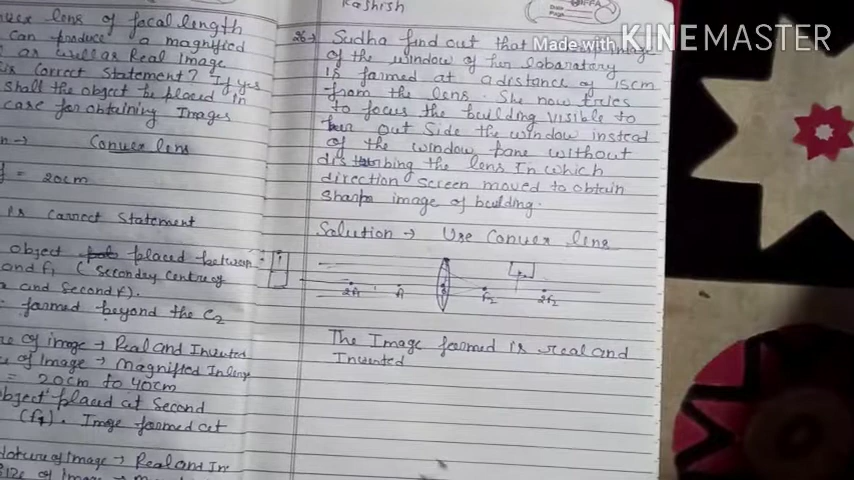 uex lens of focal length
can produce a magnified
as well as Real Image
is Correct statement? If yes
shall the object be placed in
case for obtaining Images
Convex lens
f = 20cm
is Correct statement
object placed between
and F1 (Secondary Centre of
and second F).
formed beyond the C2
re of image → Real and Inverted
of Image → magnified In
= 20cm to 40cm
object placed at Second
Image formed at
Nature of image → Real and In
Kashish
Date
Page
26→ Sudha find out that
of the window of her labaratary
is formed at a distance of 15cm
from the lens. She now tries
to focus the building visible to
her out side the window instead
of the window pane without
disturbing the lens In which
direction screen moved to obtain
sharp image of building.
Solution → Use Convex lens
2F1 F1 F2 2F2
The Image formed is real and
Inverted
Made with KINEMASTER